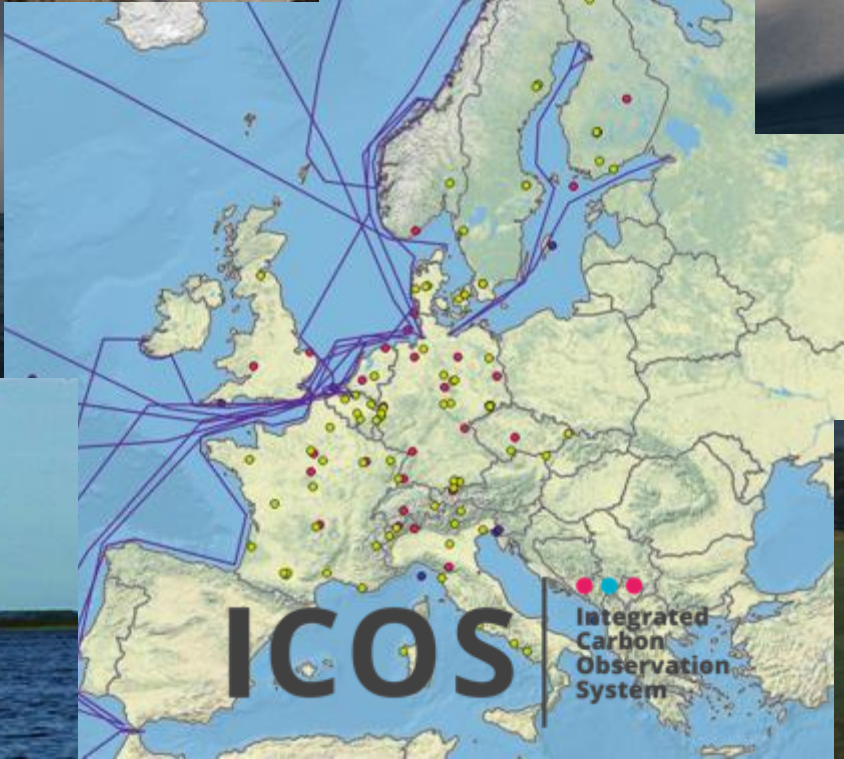 ICOS
Integrated
Carbon
Observation
System